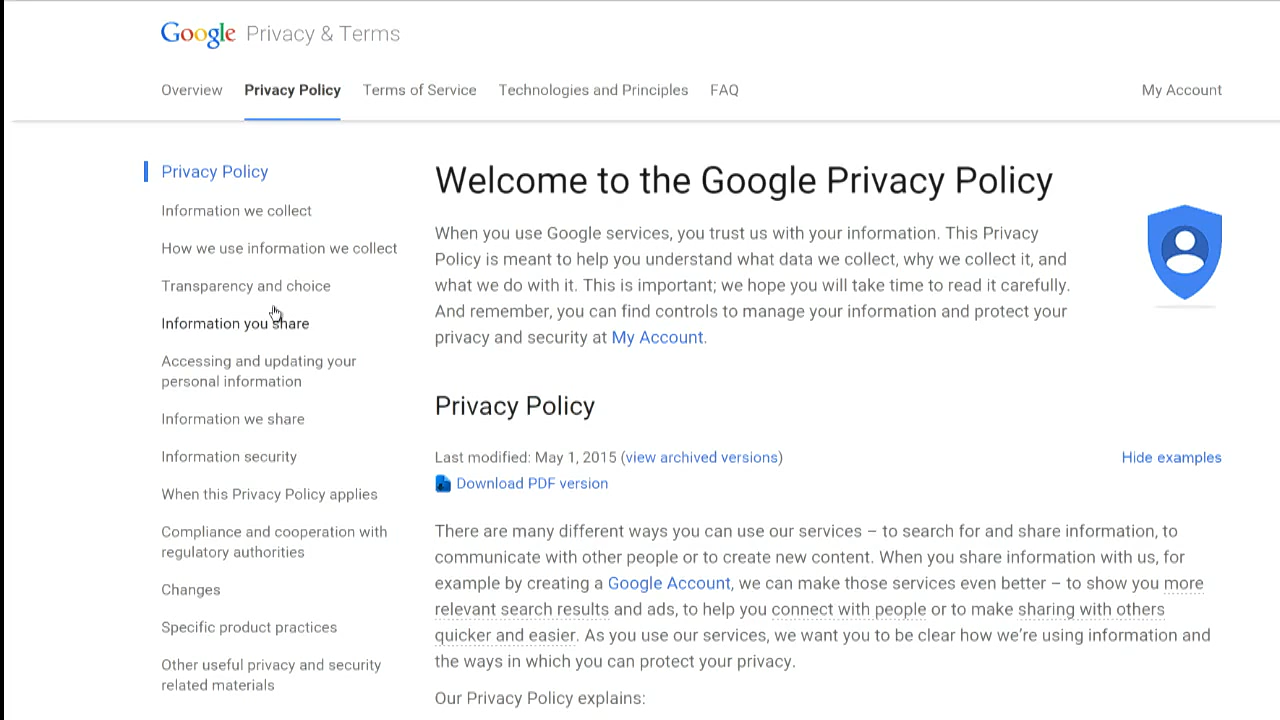 Google Privacy & Terms
Overview Privacy Policy Terms of Service Technologies and Principles FAQ My Account
Privacy Policy
Information we collect
How we use information we collect
Transparency and choice
Information you share
Accessing and updating your
personal information
Information we share
Information security
When this Privacy Policy applies
Compliance and cooperation with
regulatory authorities
Changes
Specific product practices
Other useful privacy and security
related materials
Welcome to the Google Privacy Policy
When you use Google services, you trust us with your information. This Privacy
Policy is meant to help you understand what data we collect, why we collect it, and
what we do with it. This is important; we hope you will take time to read it carefully.
And remember, you can find controls to manage your information and protect your
privacy and security at My Account.
Privacy Policy
Last modified: May 1, 2015 (view archived versions)
Hide examples
Download PDF version
There are many different ways you can use our services – to search for and share information, to
communicate with other people or to create new content. When you share information with us, for
example by creating a Google Account, we can make those services even better – to show you more
relevant search results and ads, to help you connect with people or to make sharing with others
quicker and easier. As you use our services, we want you to be clear how we’re using information and
the ways in which you can protect your privacy.
Our Privacy Policy explains: